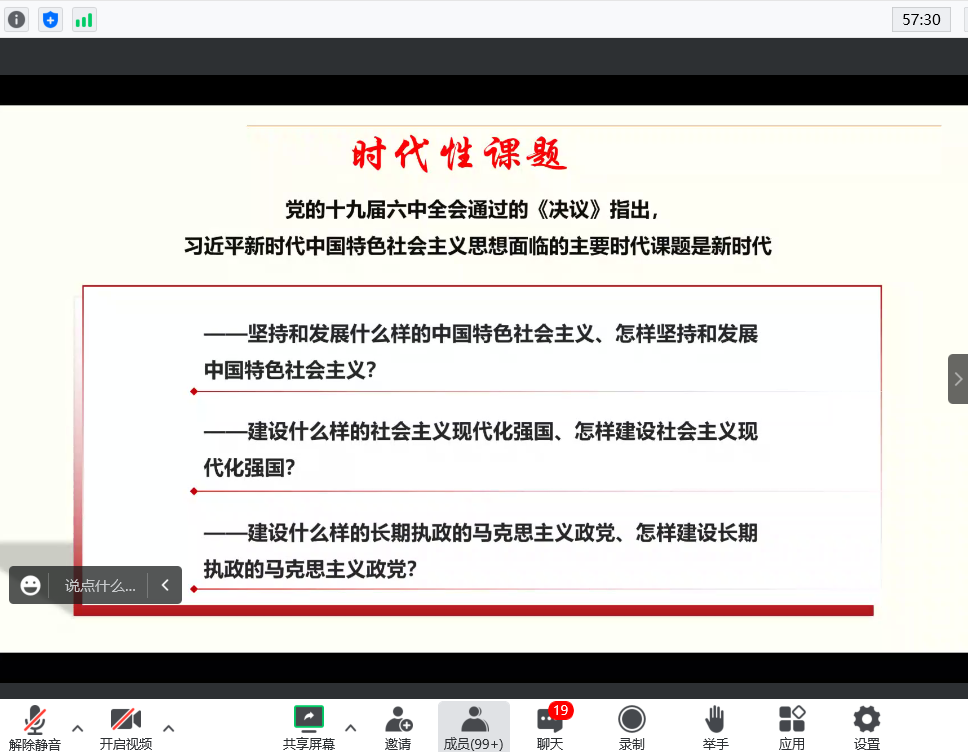 57:30
时代性课题
党的十九届六中全会通过的《决议》指出，
习近平新时代中国特色社会主义思想面临的主要时代课题是新时代
——坚持和发展什么样的中国特色社会主义、怎样坚持和发展
中国特色社会主义？
——建设什么样的社会主义现代化强国、怎样建设社会主义现
代化强国？
——建设什么样的长期执政的马克思主义政党、怎样建设长期
执政的马克思主义政党？
说点什么...
19
解除静音 开启视频 共享屏幕 邀请 成员(99+) 聊天 录制 举手 应用 设置